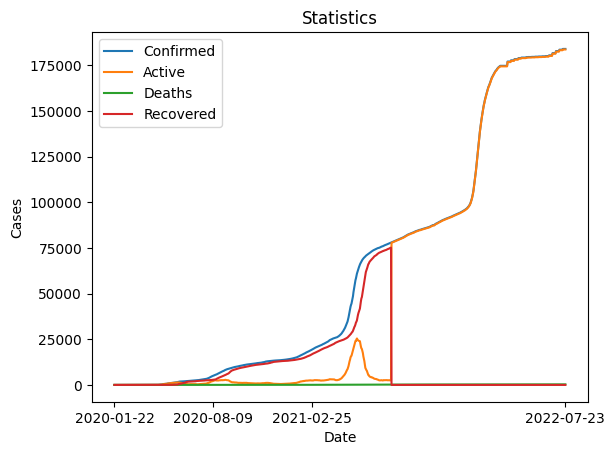 Statistics
Confirmed
Active
Deaths
Recovered
Cases
175000
150000
125000
100000
75000
50000
25000
0
2020-01-22 2020-08-09 2021-02-25 2022-07-23
Date